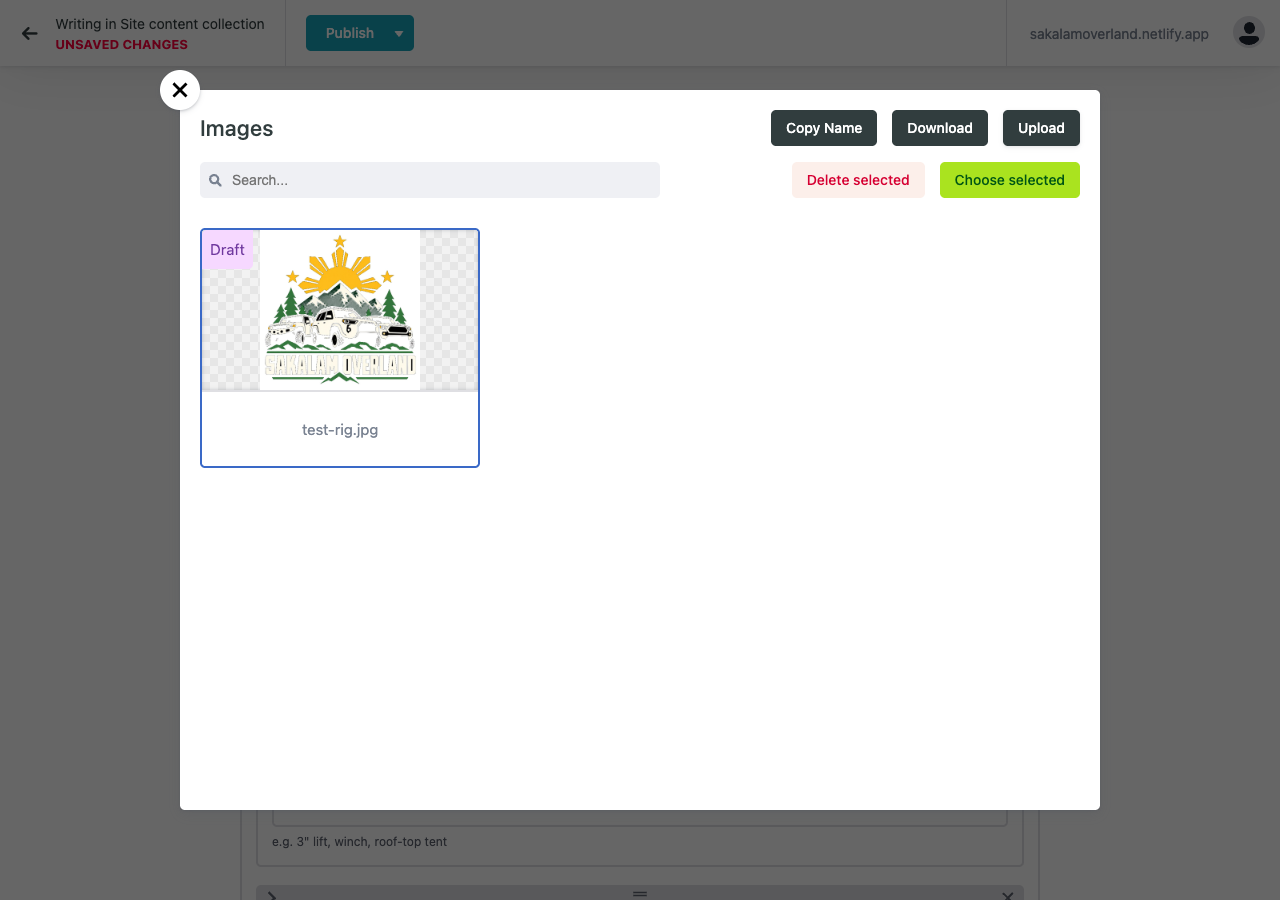 Writing in Site content collection
UNSAVED CHANGES
Publish
sakalamoverland.netlify.app
Images
Copy Name
Download
Upload
Search...
Delete selected
Choose selected
Draft
6
SAKALAM OVERLAND
test-rig.jpg
e.g. 3" lift, winch, roof-top tent